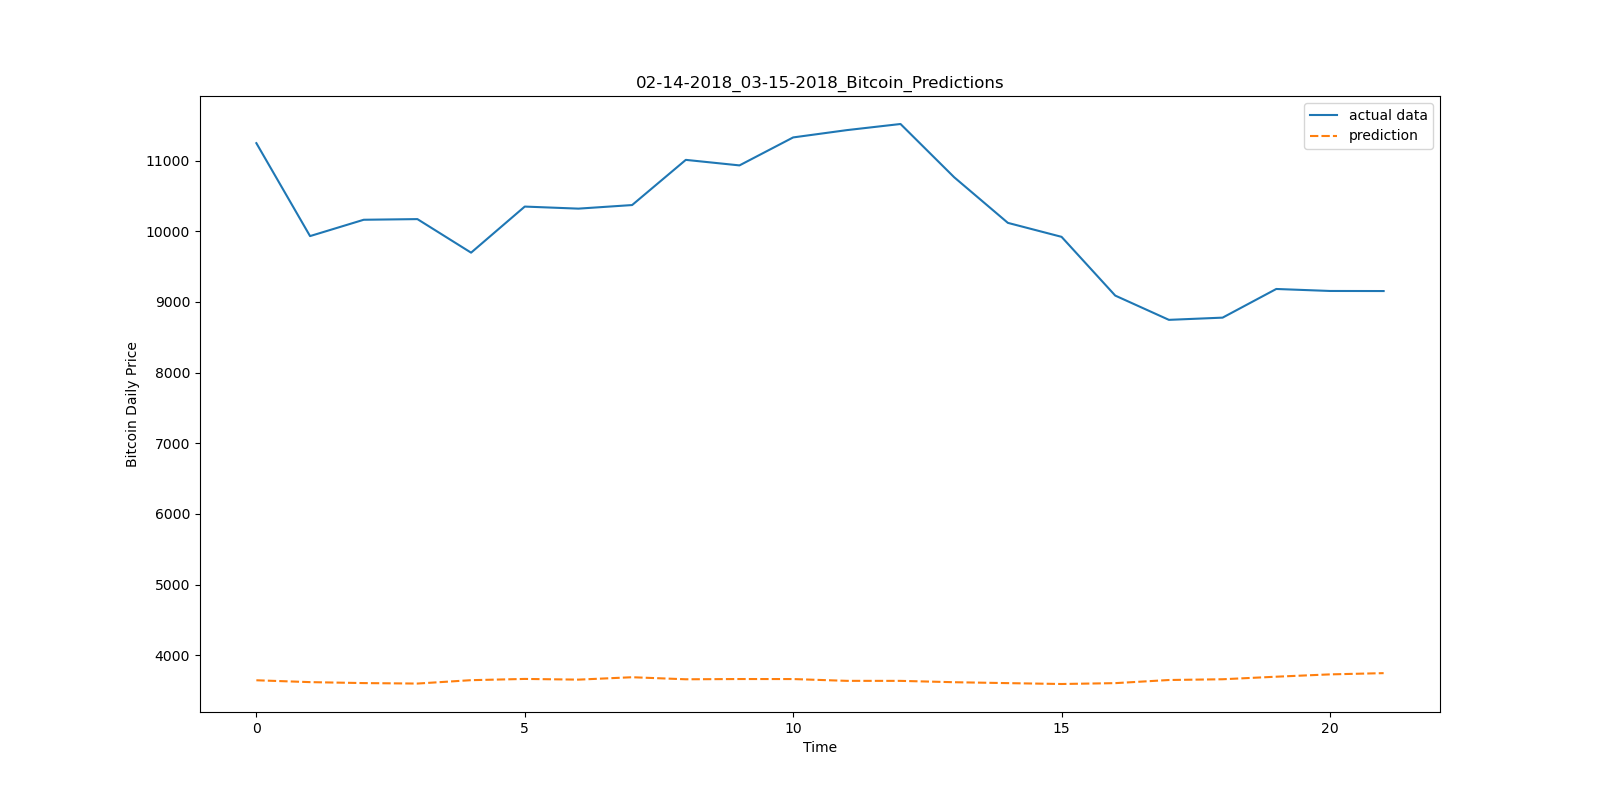 02-14-2018_03-15-2018_Bitcoin_Predictions
actual data
prediction
11000
10000
9000
8000
7000
6000
5000
4000
Bitcoin Daily Price
0
5
10
15
20
Time